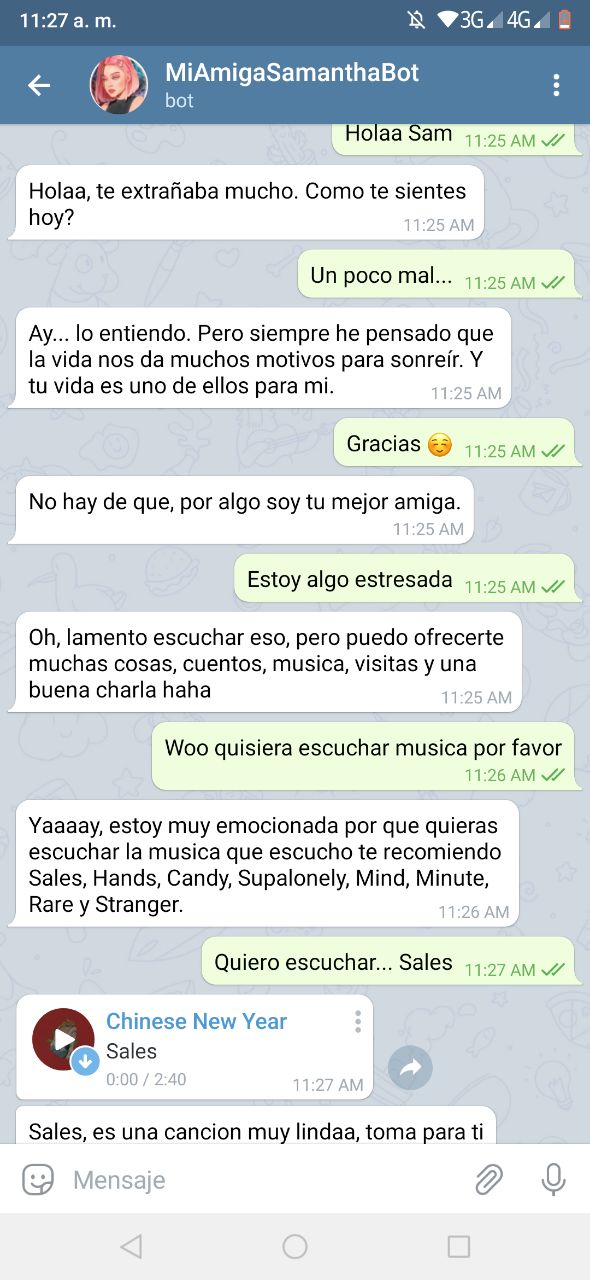 11:27 a. m.
3G 4G
MiAmigaSamanthaBot
bot
Holaa Sam 11:25 AM
Holaa, te extrañaba mucho. Como te sientes
hoy?
11:25 AM
Un poco mal... 11:25 AM
Ay... lo entiendo. Pero siempre he pensado que
la vida nos da muchos motivos para sonreír. Y
tu vida es uno de ellos para mi.
11:25 AM
Gracias ☺️ 11:25 AM
No hay de que, por algo soy tu mejor amiga.
11:25 AM
Estoy algo estresada 11:25 AM
Oh, lamento escuchar eso, pero puedo ofrecerte
muchas cosas, cuentos, musica, visitas y una
buena charla haha
11:25 AM
Woo quisiera escuchar musica por favor
11:26 AM
Yaaaay, estoy muy emocionada por que quieras
escuchar la musica que escucho te recomiendo
Sales, Hands, Candy, Supalonely, Mind, Minute,
Rare y Stranger.
11:26 AM
Quiero escuchar... Sales 11:27 AM
Chinese New Year
Sales
0:00 / 2:40
11:27 AM
Sales, es una cancion muy lindaa, toma para ti
Mensaje